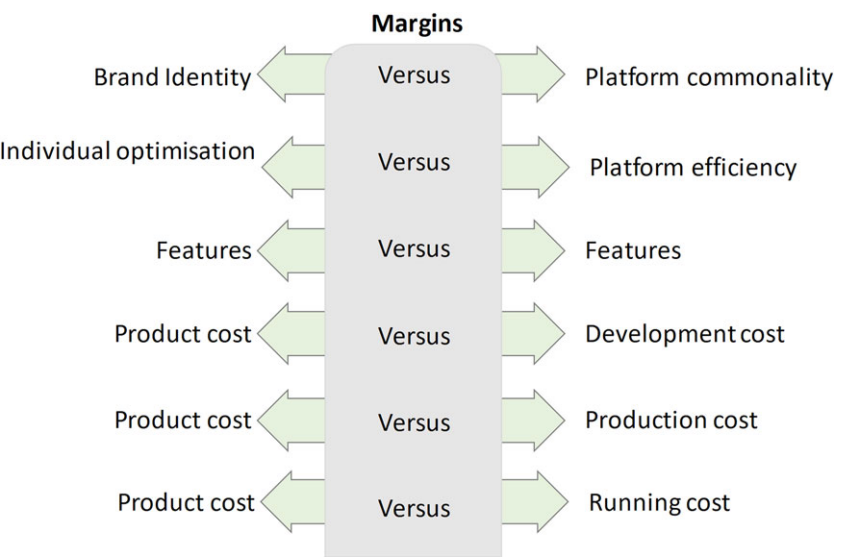 Margins
Brand Identity Versus Platform commonality
Individual optimisation Versus Platform efficiency
Features Versus Features
Product cost Versus Development cost
Product cost Versus Production cost
Product cost Versus Running cost